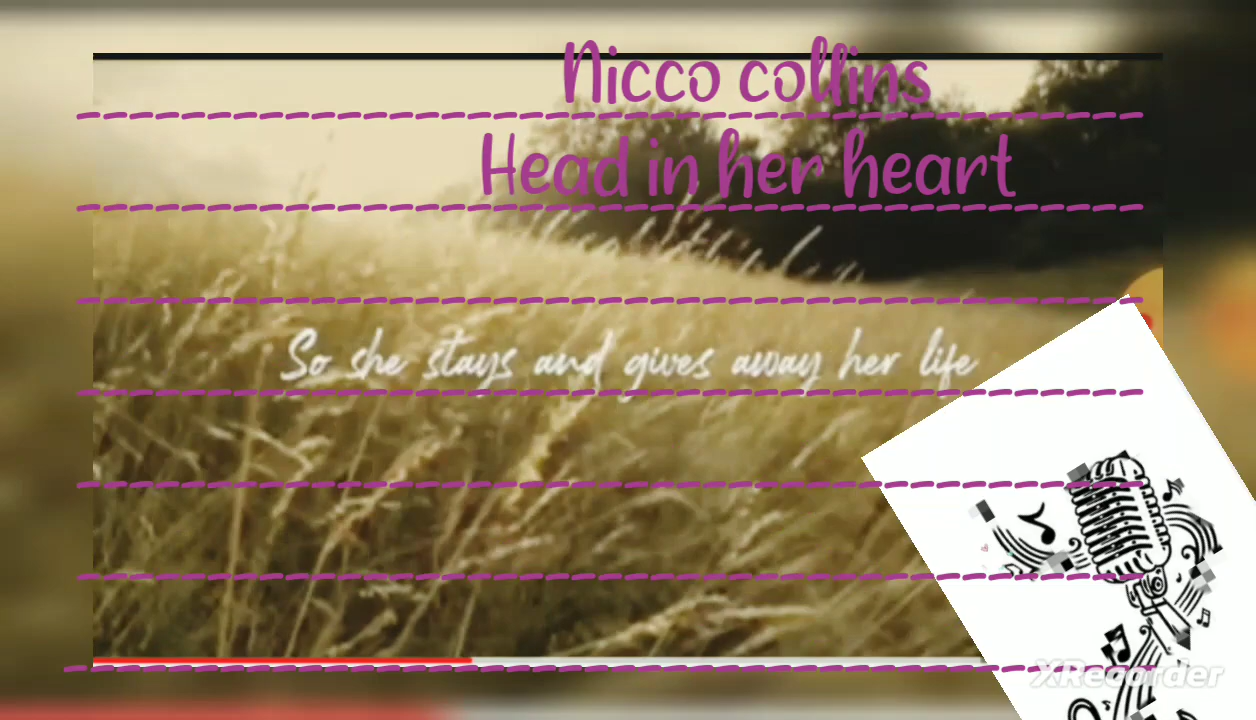 Nicco collins
Head in her heart
So she stays and gives away her life
XRecorder